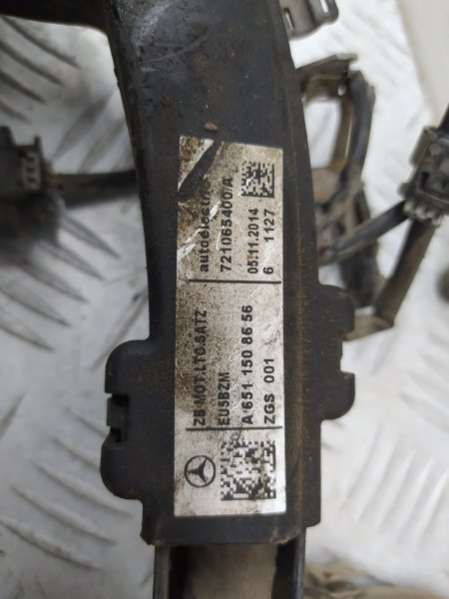 autoelectric
721065400/A
05.11.2014
6 1127
ZB MOT LTG SATZ
EU5BZM
A 651 150 86 56
ZGS 001